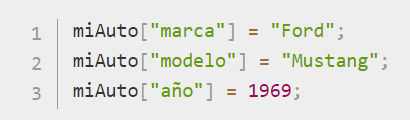 1 miAuto["marca"] = "Ford";
2 miAuto["modelo"] = "Mustang";
3 miAuto["año"] = 1969;